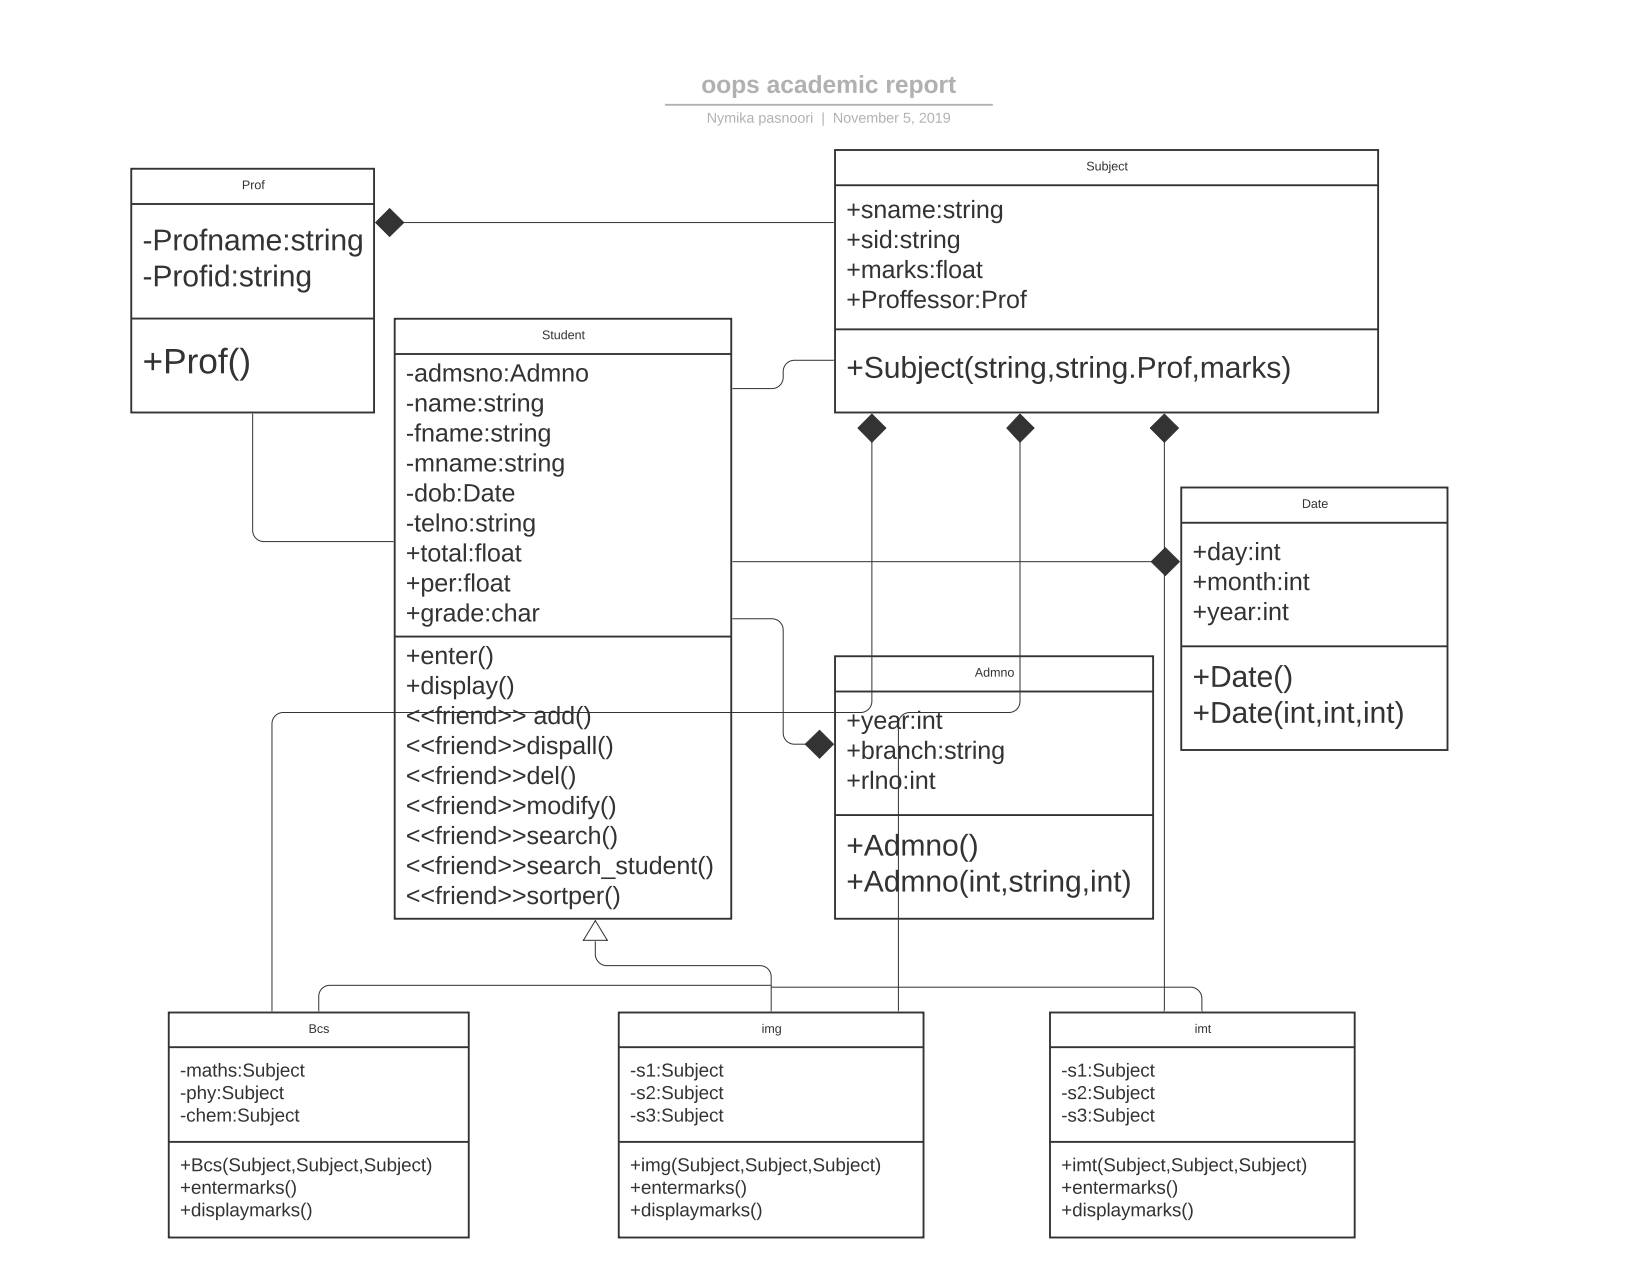 oops academic report
Nymika pasnoori | November 5, 2019
Prof
-Profname:string
-Profid:string
+Prof()
Subject
+sname:string
+sid:string
+marks:float
+Proffessor:Prof
+Subject(string,string.Prof,marks)
Student
-admsno:Admno
-name:string
-fname:string
-mname:string
-dob:Date
-telno:string
+total:float
+per:float
+grade:char
+enter()
+display()
<<friend>> add()
<<friend>>dispall()
<<friend>>del()
<<friend>>modify()
<<friend>>search()
<<friend>>search_student()
<<friend>>sortper()
Date
+day:int
+month:int
+year:int
+Date()
+Date(int,int,int)
Admno
+year:int
+branch:string
+rlno:int
+Admno()
+Admno(int,string,int)
Bcs
-maths:Subject
-phy:Subject
-chem:Subject
+Bcs(Subject,Subject,Subject)
+entermarks()
+displaymarks()
img
-s1:Subject
-s2:Subject
-s3:Subject
+img(Subject,Subject,Subject)
+entermarks()
+displaymarks()
imt
-s1:Subject
-s2:Subject
-s3:Subject
+imt(Subject,Subject,Subject)
+entermarks()
+displaymarks()